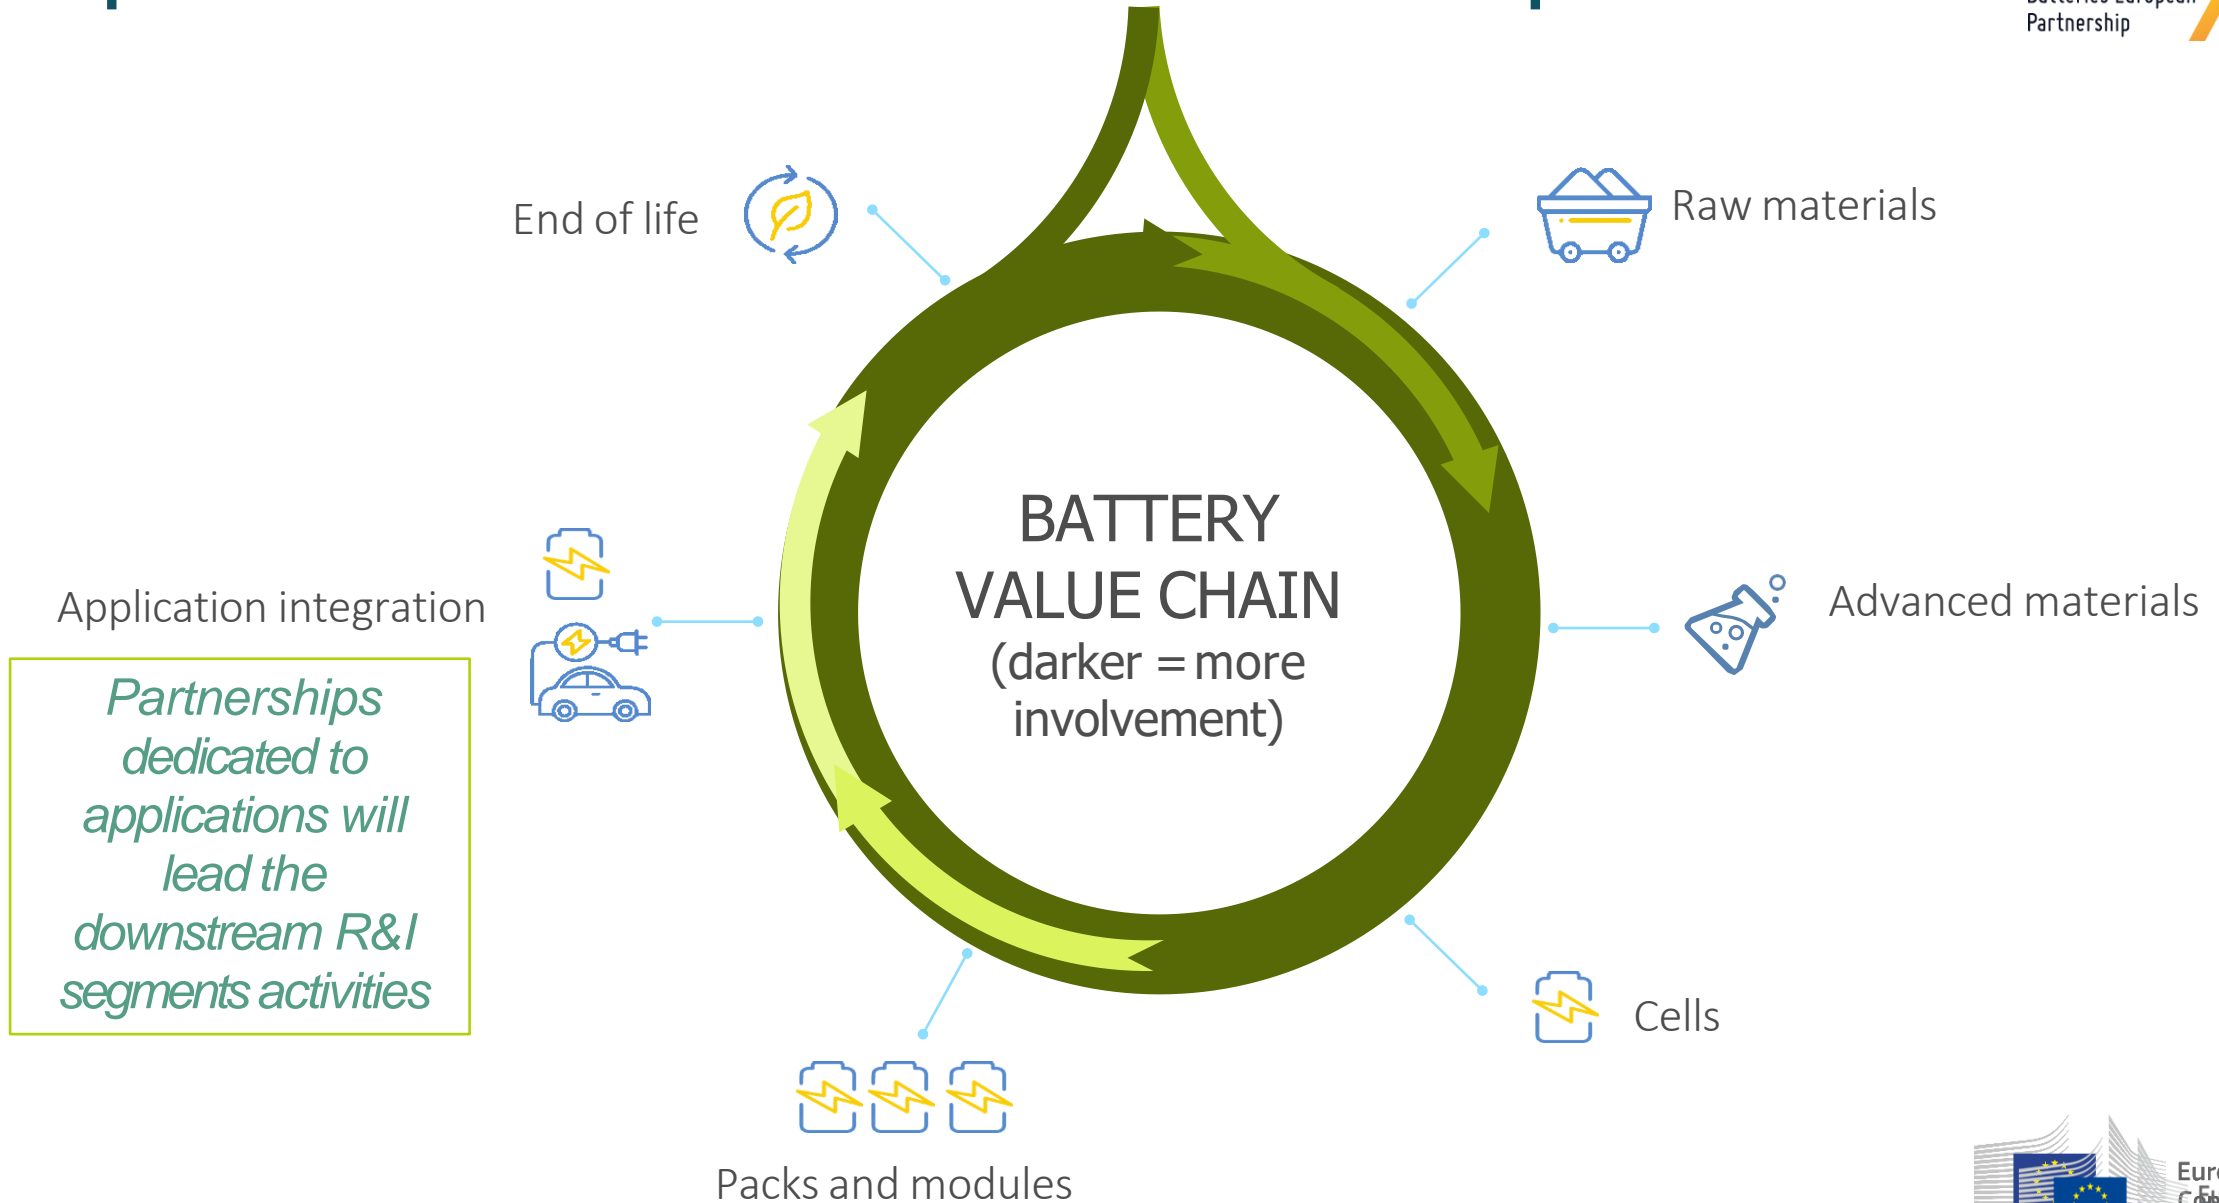 Partnership
End of life
Raw materials
BATTERY
VALUE CHAIN
(darker = more
involvement)
Application integration
Advanced materials
Partnerships
dedicated to
applications will
lead the
downstream R&I
segments activities
Cells
Packs and modules